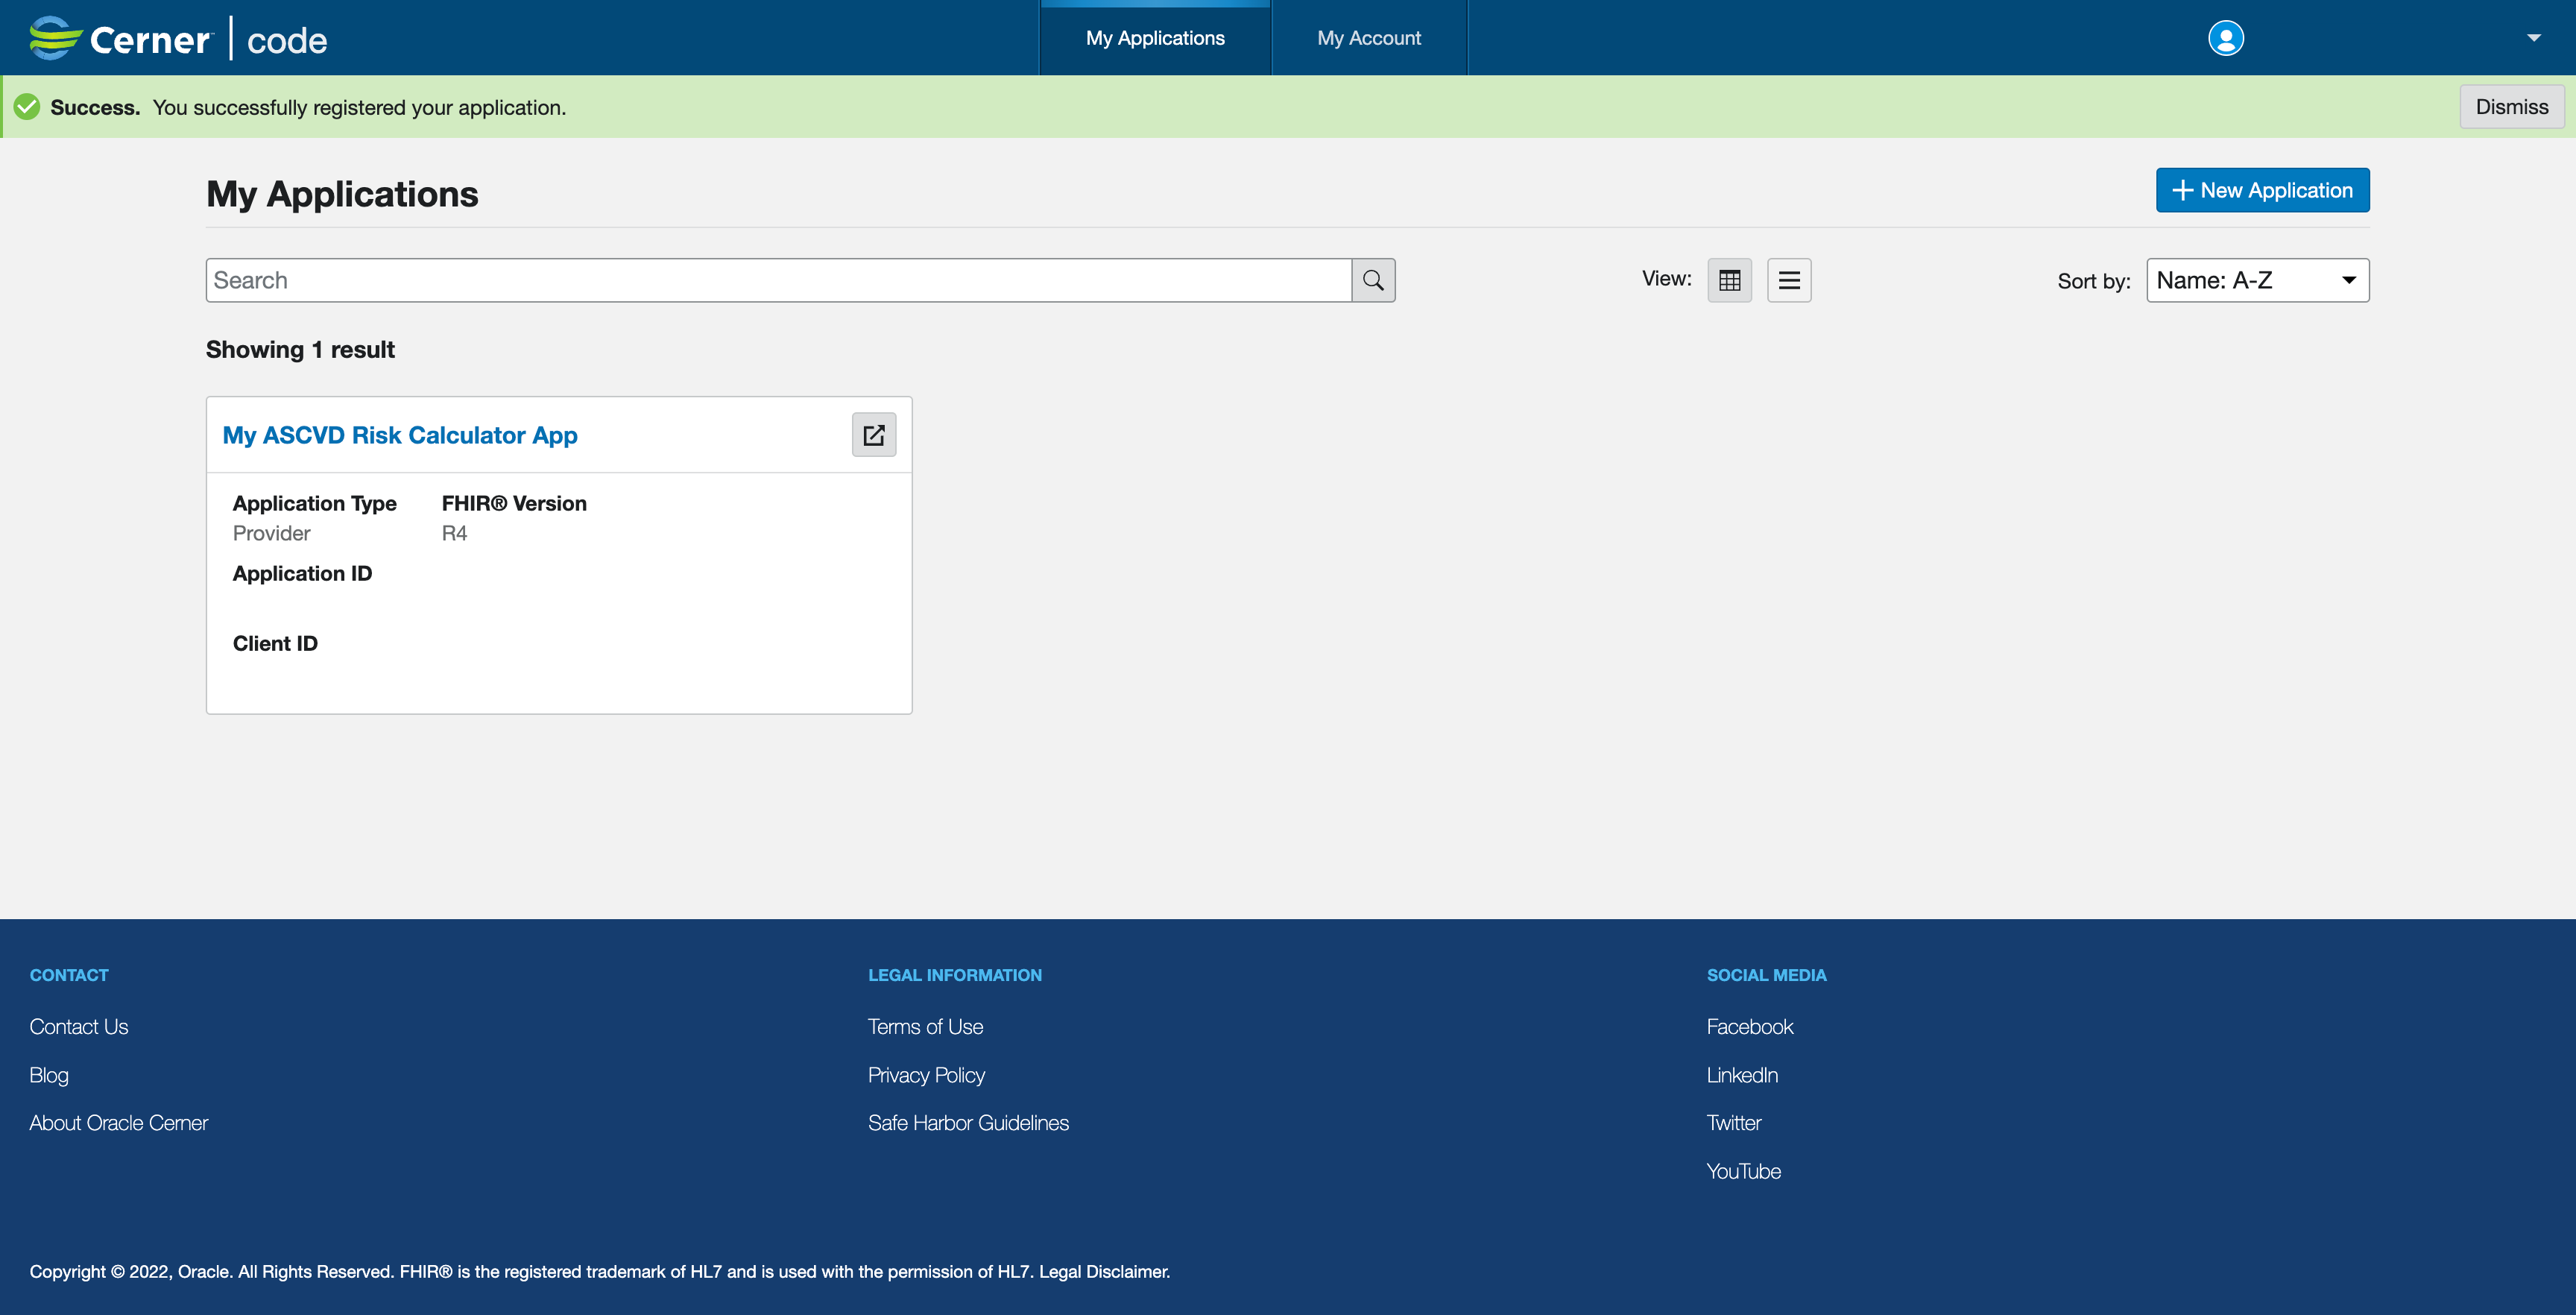 Cerner | code
My Applications
My Account
Success. You successfully registered your application.
Dismiss
My Applications
New Application
Search
View:
Sort by:
Name: A-Z
Showing 1 result
My ASCVD Risk Calculator App
Application Type
FHIR® Version
Provider
R4
Application ID
Client ID
CONTACT
LEGAL INFORMATION
SOCIAL MEDIA
Contact Us
Terms of Use
Facebook
Blog
Privacy Policy
LinkedIn
About Oracle Cerner
Safe Harbor Guidelines
Twitter
YouTube
Copyright © 2022, Oracle. All Rights Reserved. FHIR® is the registered trademark of HL7 and is used with the permission of HL7. Legal Disclaimer.